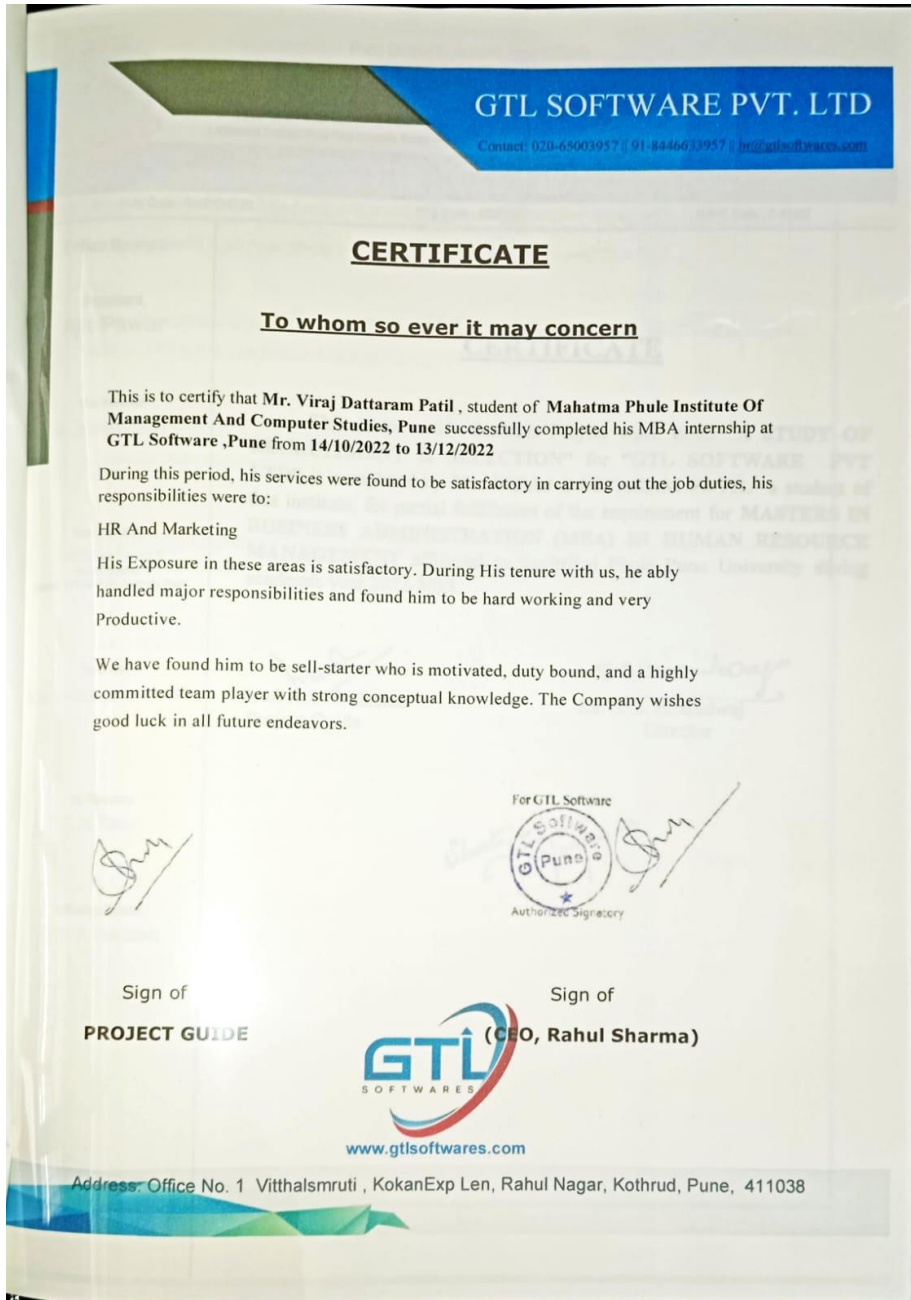 GTL SOFTWARE PVT. LTD
Contact: 020-65003957 || 91-8446633957 || hr@gtlsoftwares.com
CERTIFICATE
To whom so ever it may concern
CERTIFICATE
This is to certify that Mr. Viraj Dattaram Patil , student of Mahatma Phule Institute Of
Management And Computer Studies, Pune successfully completed his MBA internship at
GTL Software ,Pune from 14/10/2022 to 13/12/2022
During this period, his services were found to be satisfactory in carrying out the job duties, his
responsibilities were to:
HR And Marketing
His Exposure in these areas is satisfactory. During His tenure with us, he ably
handled major responsibilities and found him to be hard working and very
Productive.
We have found him to be sell-starter who is motivated, duty bound, and a highly
committed team player with strong conceptual knowledge. The Company wishes
good luck in all future endeavors.
For GTL Software
GTL Software
Pune
Authorized Signatory
Sign of
Sign of
PROJECT GUIDE
(CEO, Rahul Sharma)
GTL
SOFTWARES
www.gtlsoftwares.com
Address: Office No. 1 Vitthalsmruti , KokanExp Len, Rahul Nagar, Kothrud, Pune, 411038